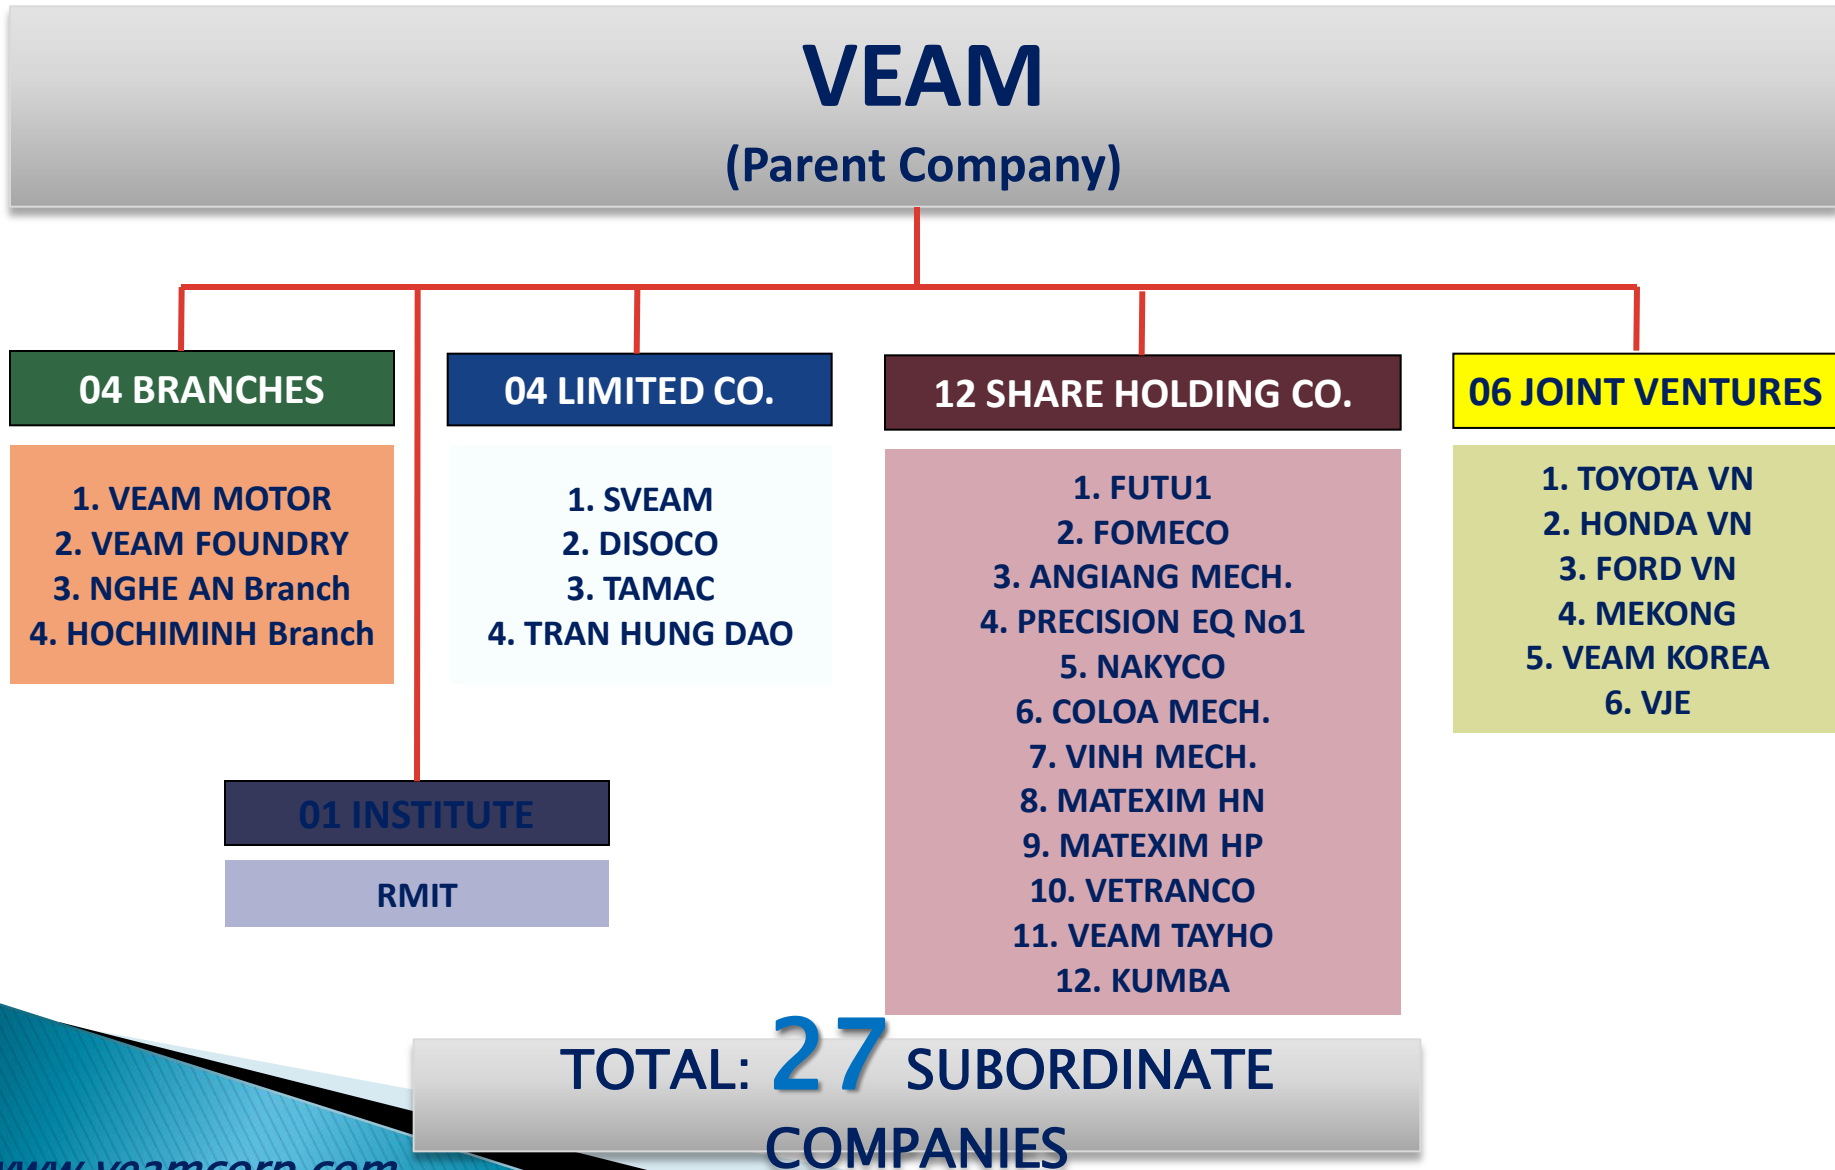 VEAM
(Parent Company)
04 BRANCHES
1. VEAM MOTOR
2. VEAM FOUNDRY
3. NGHE AN Branch
4. HOCHIMINH Branch
01 INSTITUTE
RMIT
04 LIMITED CO.
1. SVEAM
2. DISOCO
3. TAMAC
4. TRAN HUNG DAO
12 SHARE HOLDING CO.
1. FUTU1
2. FOMECO
3. ANGIANG MECH.
4. PRECISION EQ No1
5. NAKYCO
6. COLOA MECH.
7. VINH MECH.
8. MATEXIM HN
9. MATEXIM HP
10. VETRANCO
11. VEAM TAYHO
12. KUMBA
06 JOINT VENTURES
1. TOYOTA VN
2. HONDA VN
3. FORD VN
4. MEKONG
5. VEAM KOREA
6. VJE
TOTAL: 27 SUBORDINATE
COMPANIES
www.veamcorp.com